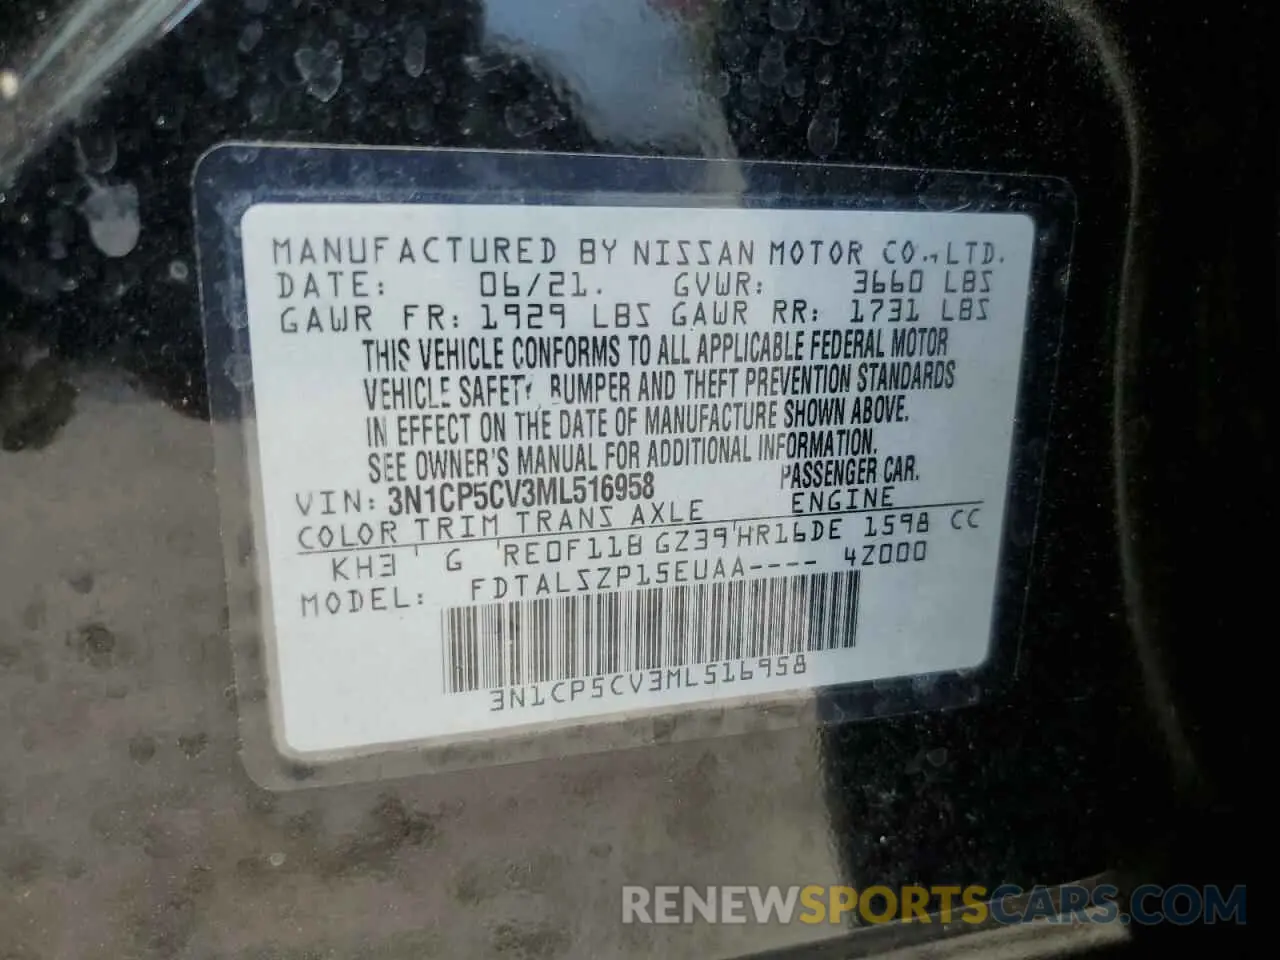 MANUFACTURED BY NISSAN MOTOR CO., LTD.
DATE: 06/21. GVWR: 3660 LBS
GAWR FR: 1929 LBS GAWR RR: 1731 LBS
THIS VEHICLE CONFORMS TO ALL APPLICABLE FEDERAL MOTOR
VEHICLE SAFETY, BUMPER AND THEFT PREVENTION STANDARDS
IN EFFECT ON THE DATE OF MANUFACTURE SHOWN ABOVE.
SEE OWNER'S MANUAL FOR ADDITIONAL INFORMATION.
VIN: 3N1CP5CV3ML516958 PASSENGER CAR.
COLOR TRIM TRANS AXLE ENGINE
KH3 G RE0F11B GZ39 HR16DE 1598 CC
MODEL: FDTALSZP15EUAA---- 4Z000
3N1CP5CV3ML516958
RENEWSPORTSCARS.COM